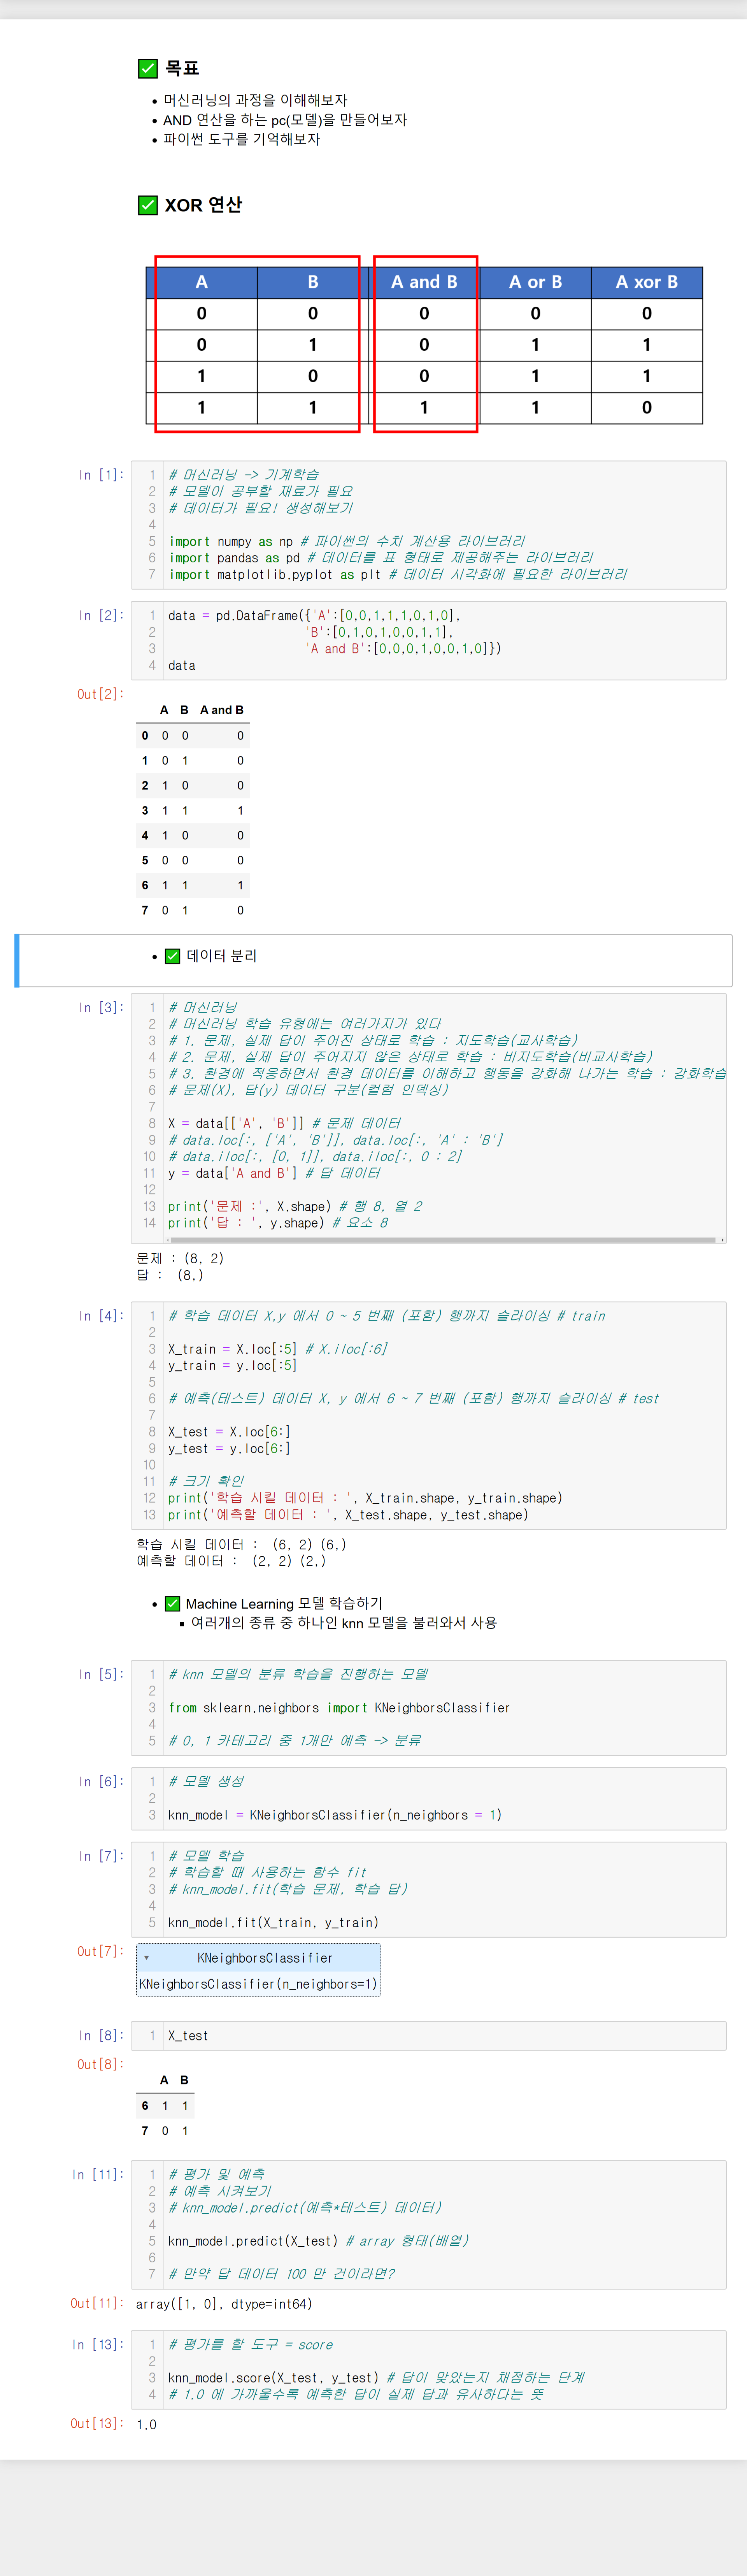 ✅ 목표
• 머신러닝의 과정을 이해해보자
• AND 연산을 하는 pc(모델)을 만들어보자
• 파이썬 도구를 기억해보자
✅ XOR 연산
A B A and B A or B A xor B
0 0 0 0 0
0 1 0 1 1
1 0 0 1 1
1 1 1 1 0
In [1]:
1 # 머신러닝 -> 기계학습
2 # 모델이 공부할 재료가 필요
3 # 데이터가 필요! 생성해보기
4
5 import numpy as np # 파이썬의 수치 계산용 라이브러리
6 import pandas as pd # 데이터를 표 형태로 제공해주는 라이브러리
7 import matplotlib.pyplot as plt # 데이터 시각화에 필요한 라이브러리
In [2]:
1 data = pd.DataFrame({'A':[0,0,1,1,1,0,1,0],
2 'B':[0,1,0,1,0,0,1,1],
3 'A and B':[0,0,0,1,0,0,1,0]})
4 data
Out[2]:
A B A and B
0 0 0 0
1 0 1 0
2 1 0 0
3 1 1 1
4 1 0 0
5 0 0 0
6 1 1 1
7 0 1 0
• ✅ 데이터 분리
In [3]:
1 # 머신러닝
2 # 머신러닝 학습 유형에는 여러가지가 있다
3 # 1. 문제, 실제 답이 주어진 상태로 학습 : 지도학습(교사학습)
4 # 2. 문제, 실제 답이 주어지지 않은 상태로 학습 : 비지도학습(비교사학습)
5 # 3. 환경에 적응하면서 환경 데이터를 이해하고 행동을 강화해 나가는 학습 : 강화학습
6 # 문제(X), 답(y) 데이터 구분(컬럼 인덱싱)
7
8 X = data[['A', 'B']] # 문제 데이터
9 # data.loc[:, ['A', 'B']], data.loc[:, 'A' : 'B']
10 # data.iloc[:, [0, 1]], data.iloc[:, 0 : 2]
11 y = data['A and B'] # 답 데이터
12
13 print('문제 :', X.shape) # 행 8, 열 2
14 print('답 : ', y.shape) # 요소 8
문제 : (8, 2)
답 :  (8,)
In [4]:
1 # 학습 데이터 X,y 에서 0 ~ 5 번째 (포함) 행까지 슬라이싱 # train
2
3 X_train = X.loc[:5] # X.iloc[:6]
4 y_train = y.loc[:5]
5
6 # 예측(테스트) 데이터 X, y 에서 6 ~ 7 번째 (포함) 행까지 슬라이싱 # test
7
8 X_test = X.loc[6:]
9 y_test = y.loc[6:]
10
11 # 크기 확인
12 print('학습 시킬 데이터 : ', X_train.shape, y_train.shape)
13 print('예측할 데이터 : ', X_test.shape, y_test.shape)
학습 시킬 데이터 :  (6, 2) (6,)
예측할 데이터 :  (2, 2) (2,)
• ✅ Machine Learning 모델 학습하기
▪ 여러개의 종류 중 하나인 knn 모델을 불러와서 사용
In [5]:
1 # knn 모델의 분류 학습을 진행하는 모델
2
3 from sklearn.neighbors import KNeighborsClassifier
4
5 # 0, 1 카테고리 중 1개만 예측 -> 분류
In [6]:
1 # 모델 생성
2
3 knn_model = KNeighborsClassifier(n_neighbors = 1)
In [7]:
1 # 모델 학습
2 # 학습할 때 사용하는 함수 fit
3 # knn_model.fit(학습 문제, 학습 답)
4
5 knn_model.fit(X_train, y_train)
Out[7]:
▾ KNeighborsClassifier
KNeighborsClassifier(n_neighbors=1)
In [8]:
1 X_test
Out[8]:
A B
6 1 1
7 0 1
In [11]:
1 # 평가 및 예측
2 # 예측 시켜보기
3 # knn_model.predict(예측*테스트) 데이터)
4
5 knn_model.predict(X_test) # array 형태(배열)
6
7 # 만약 답 데이터 100 만 건이라면?
Out[11]: array([1, 0], dtype=int64)
In [13]:
1 # 평가를 할 도구 = score
2
3 knn_model.score(X_test, y_test) # 답이 맞았는지 채점하는 단계
4 # 1.0 에 가까울수록 예측한 답이 실제 답과 유사하다는 뜻
Out[13]: 1.0